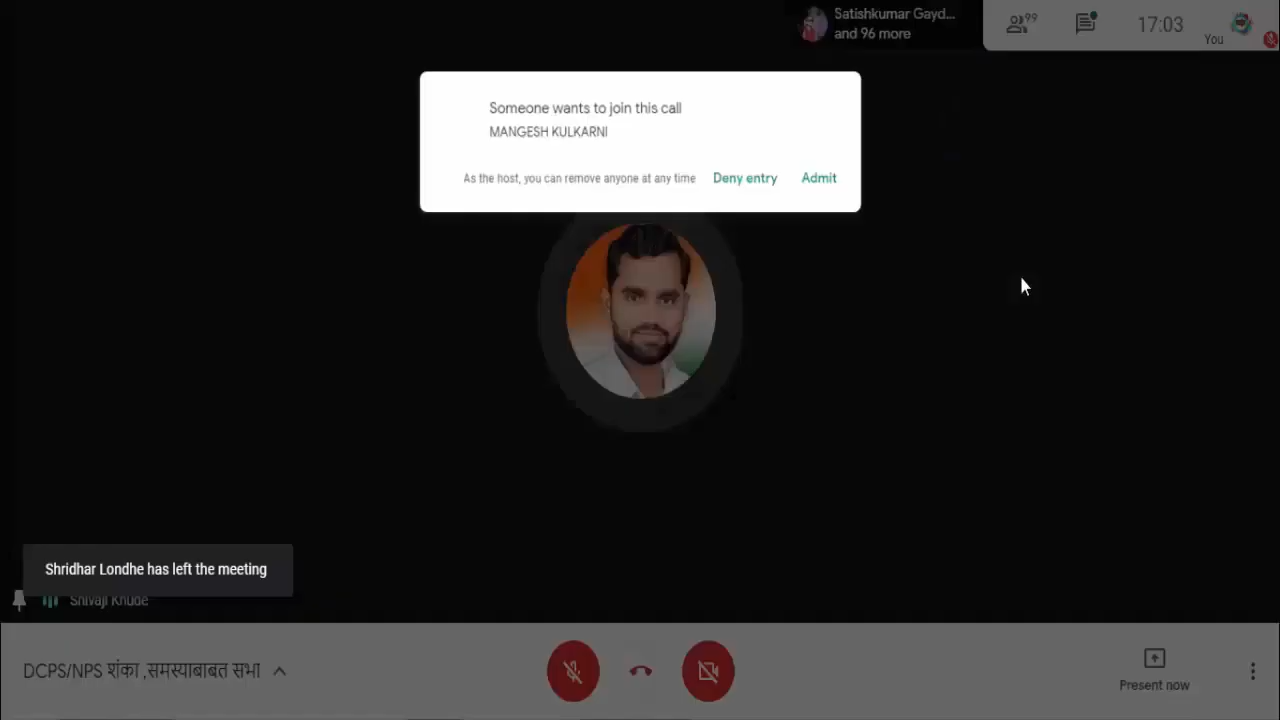 Satishkumar Gayd...
and 96 more
99
17:03
You
Someone wants to join this call
MANGESH KULKARNI
As the host, you can remove anyone at any time
Deny entry
Admit
Shridhar Londhe has left the meeting
Shivaji Khude
DCPS/NPS शंका ,समस्याबाबत सभा
Present now